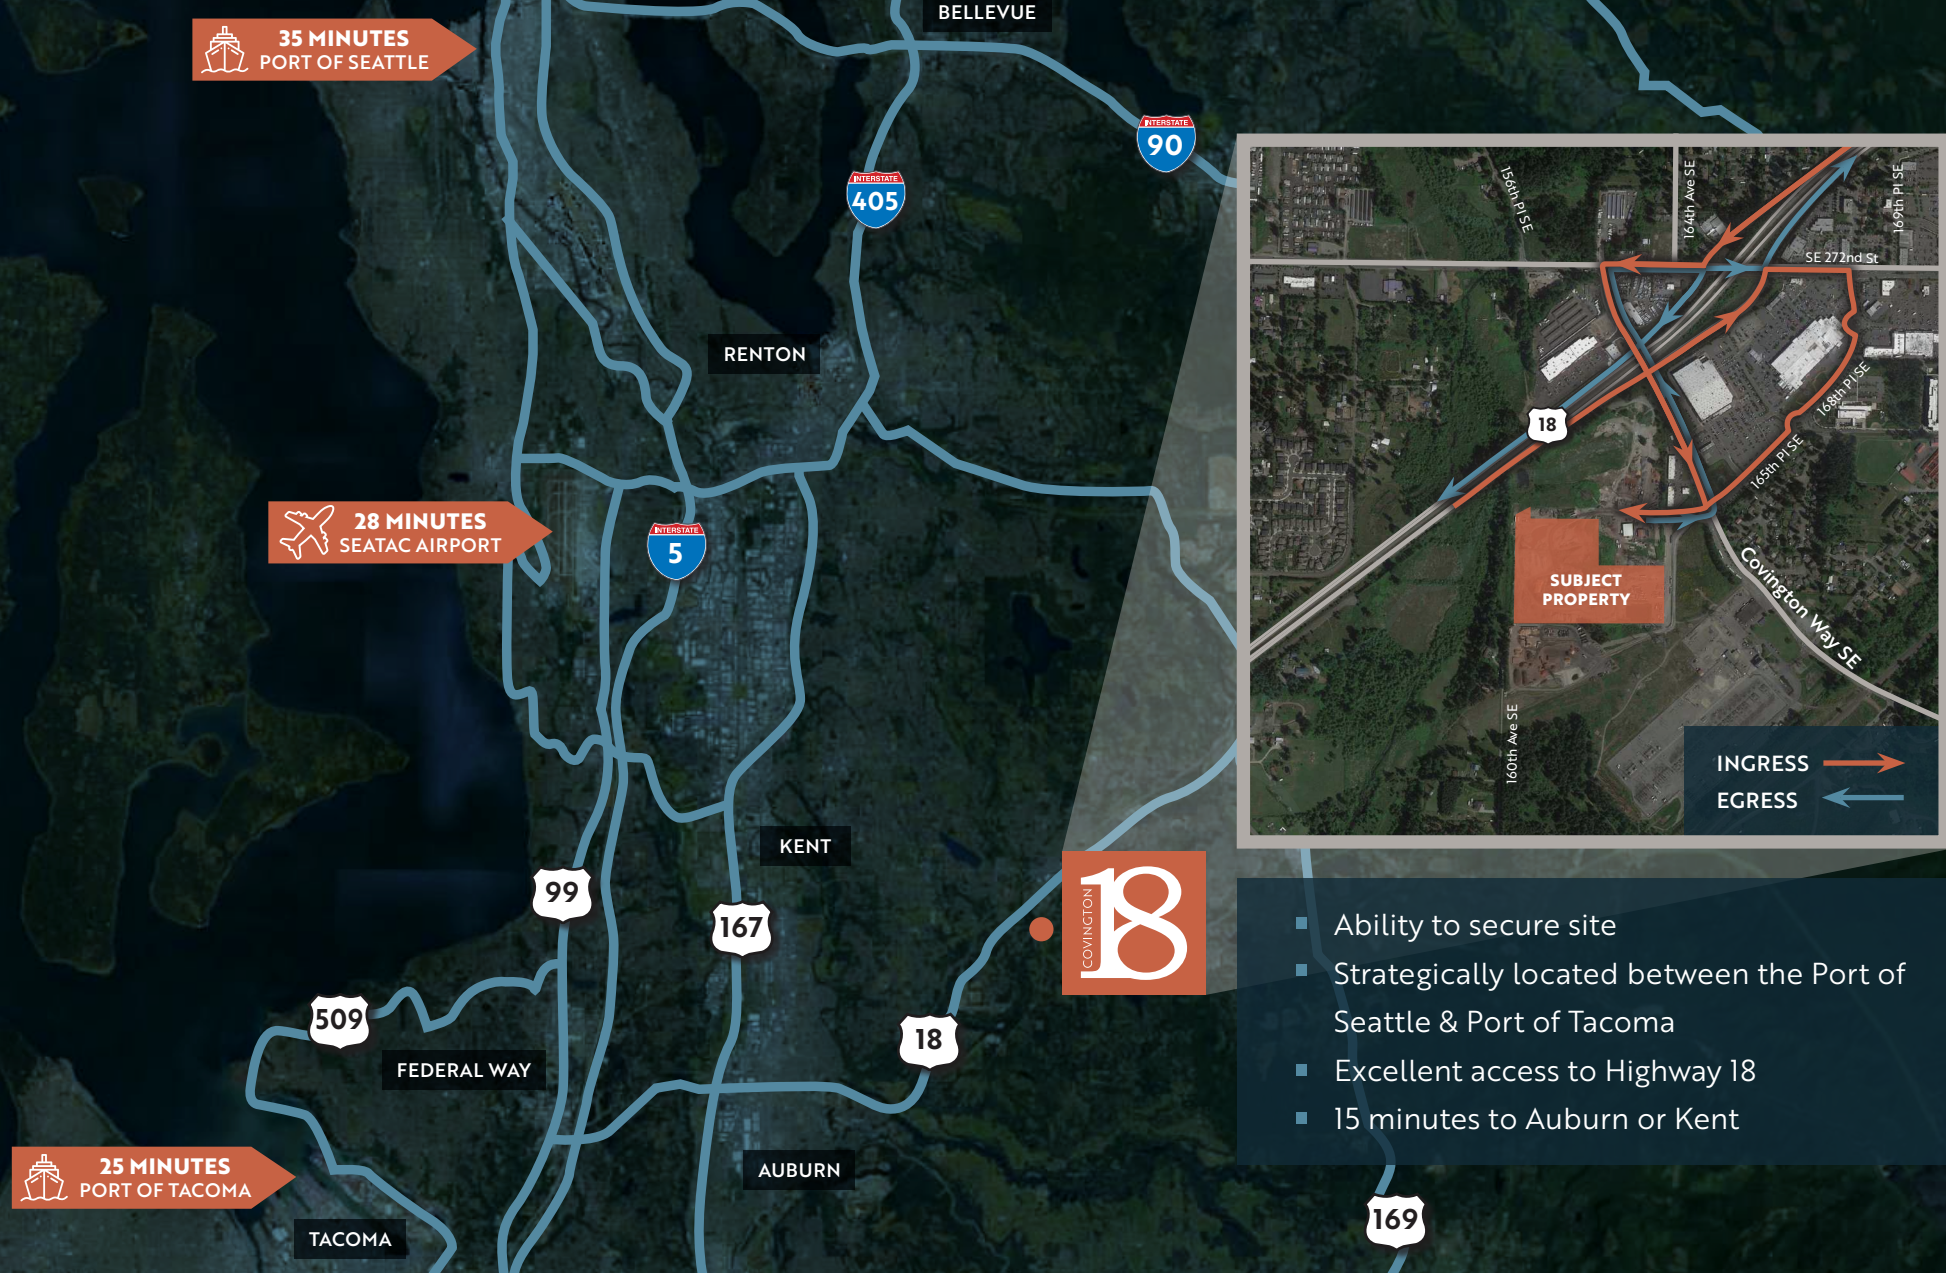 BELLEVUE
35 MINUTES
PORT OF SEATTLE
INTERSTATE
90
INTERSTATE
405
RENTON
28 MINUTES
SEATAC AIRPORT
INTERSTATE
5
KENT
99
167
COVINGTON
18
509
18
FEDERAL WAY
25 MINUTES
PORT OF TACOMA
AUBURN
TACOMA
169
156th Pl SE
164th Ave SE
169th Pl SE
SE 272nd St
18
168th Pl SE
165th Pl SE
SUBJECT
PROPERTY
Covington Way SE
160th Ave SE
INGRESS
EGRESS
Ability to secure site
Strategically located between the Port of
Seattle & Port of Tacoma
Excellent access to Highway 18
15 minutes to Auburn or Kent